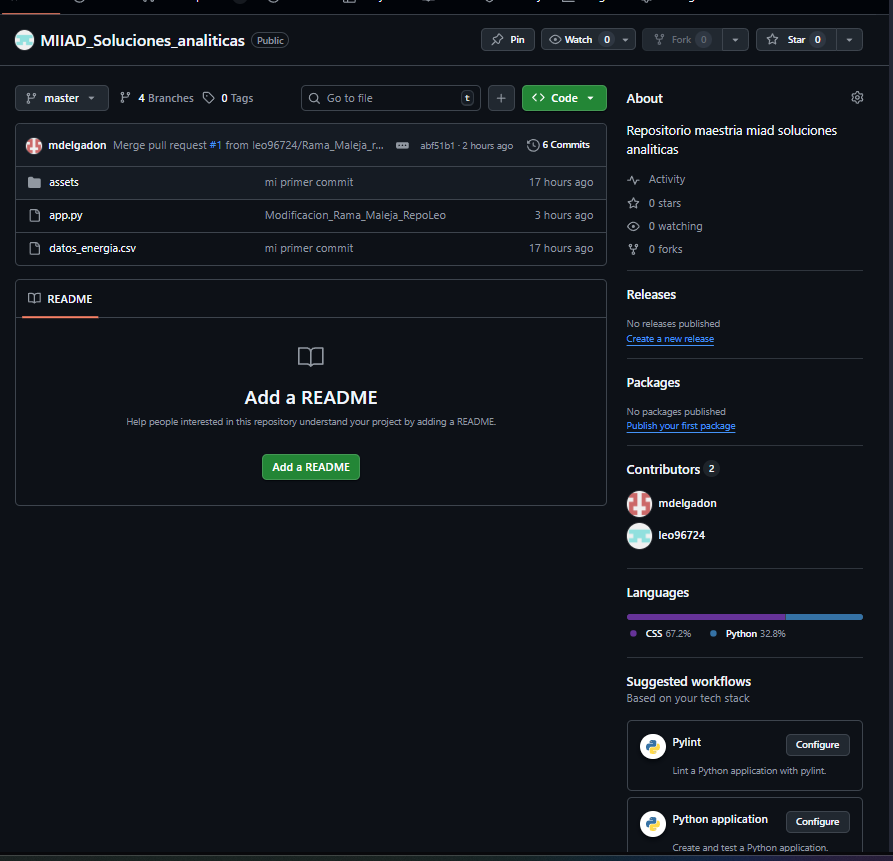 MIIAD_Soluciones_analiticas Public Pin Watch 0 Fork 0 Star 0
master 4 Branches 0 Tags Go to file t Code
mdelgadon Merge pull request #1 from leo96724/Rama_Maleja_r... abf51b1 · 2 hours ago 6 Commits
assets mi primer commit 17 hours ago
app.py Modificacion_Rama_Maleja_RepoLeo 3 hours ago
datos_energia.csv mi primer commit 17 hours ago
README
Add a README
Help people interested in this repository understand your project by adding a README.
Add a README
About
Repositorio maestria miad soluciones
analiticas
Activity
0 stars
0 watching
0 forks
Releases
No releases published
Create a new release
Packages
No packages published
Publish your first package
Contributors 2
mdelgadon
leo96724
Languages
CSS 67.2% Python 32.8%
Suggested workflows
Based on your tech stack
Pylint Configure
Lint a Python application with pylint.
Python application Configure
Create and test a Python application.